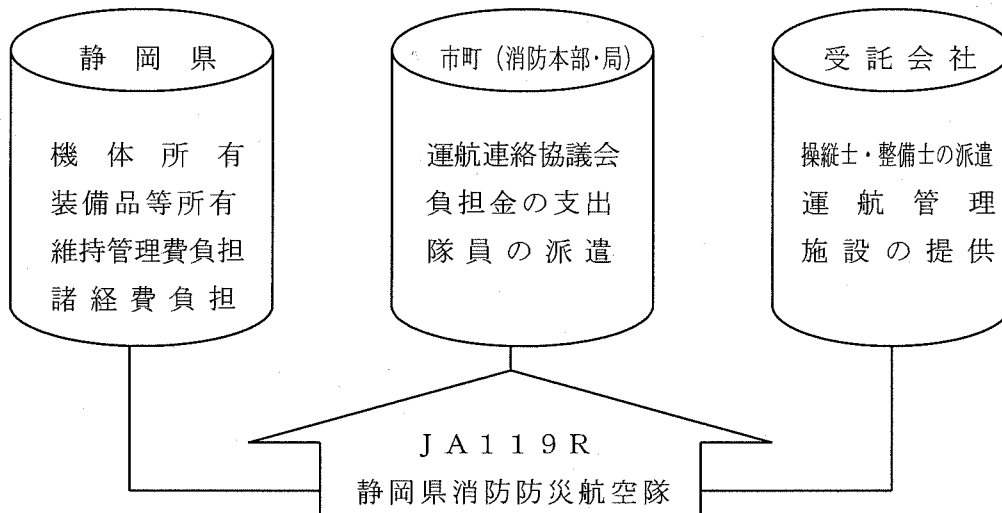 静岡県
機体所有
装備品等所有
維持管理費負担
諸経費負担
市町（消防本部・局）
運航連絡協議会
負担金の支出
隊員の派遣
受託会社
操縦士・整備士の派遣
運航管理
施設の提供
ＪＡ１１９Ｒ
静岡県消防防災航空隊